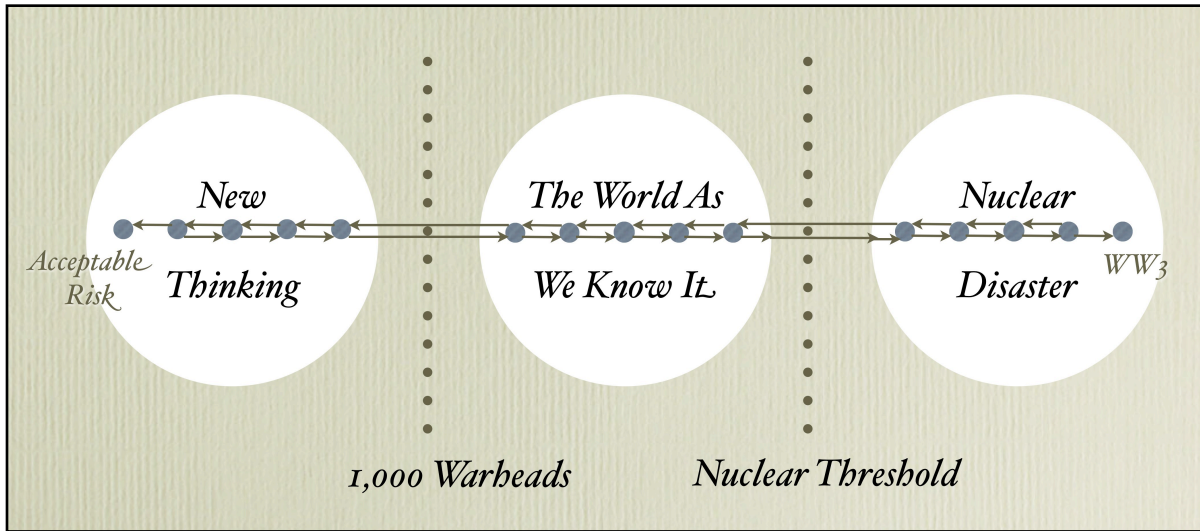 New
Thinking
Acceptable
Risk
The World As
We Know It
Nuclear
Disaster
WW3
1,000 Warheads
Nuclear Threshold